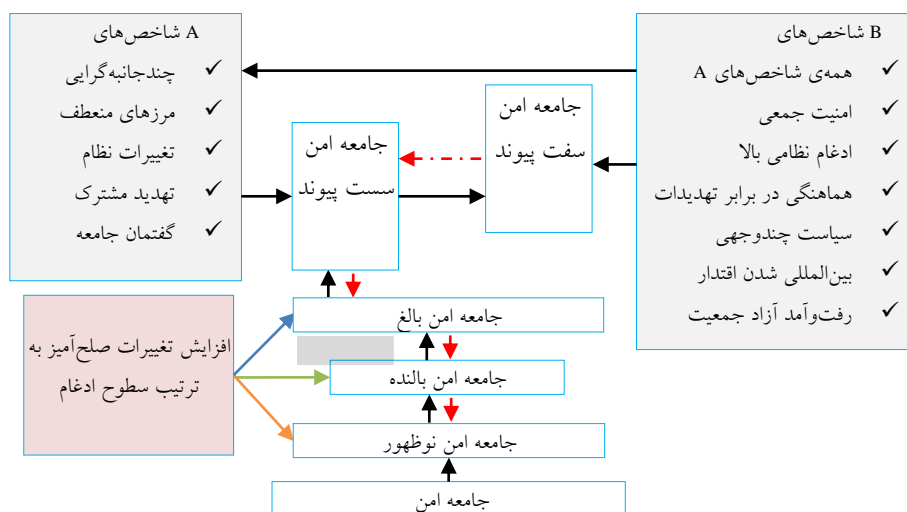 شاخص‌های B
همه‌ی شاخص‌های A
امنیت جمعی
ادغام نظامی بالا
هماهنگی در برابر تهدیدات
سیاست چندوجهی
بین‌المللی شدن اقتدار
رفت‌وآمد آزاد جمعیت
جامعه امن
سفت پیوند
جامعه امن
سست پیوند
شاخص‌های A
چندجانبه‌گرایی
مرزهای منعطف
تغییرات نظام
تهدید مشترک
گفتمان جامعه
جامعه امن بالغ
جامعه امن بالنده
جامعه امن نوظهور
جامعه امن
افزایش تغییرات صلح‌آمیز به
ترتیب سطوح ادغام